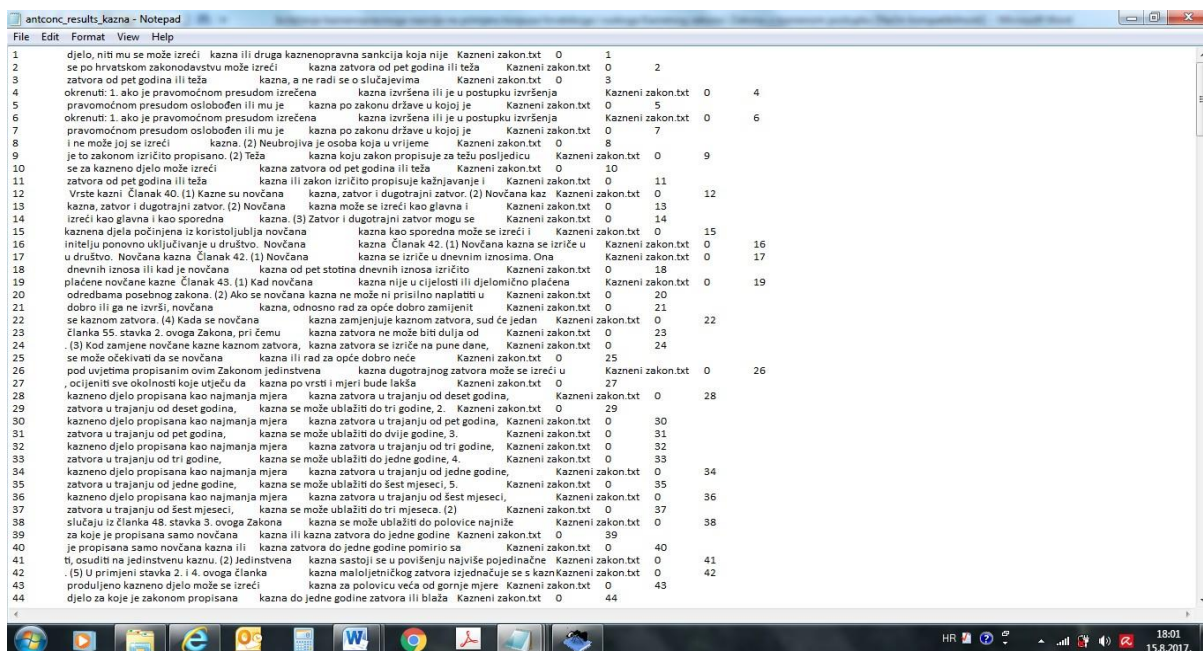 antconc_results_kazna - Notepad
File Edit Format View Help
1 djelo, niti mu se može izreći kazna ili druga kaznenopravna sankcija koja nije Kazneni zakon.txt 0 1
2 se po hrvatskom zakonodavstvu može izreći kazna zatvora od pet godina ili teža Kazneni zakon.txt 0 2
3 zatvora od pet godina ili teža kazna, a ne radi se o slučajevima Kazneni zakon.txt 0 3
4 okrenuti: 1. ako je pravomoćnom presudom izrečena kazna izvršena ili je u postupku izvršenja Kazneni zakon.txt 0 4
5 pravomoćnom presudom oslobođen ili mu je kazna po zakonu države u kojoj je Kazneni zakon.txt 0 5
6 okrenuti: 1. ako je pravomoćnom presudom izrečena kazna izvršena ili je u postupku izvršenja Kazneni zakon.txt 0 6
7 pravomoćnom presudom oslobođen ili mu je kazna po zakonu države u kojoj je Kazneni zakon.txt 0 7
8 i ne može joj se izreći kazna. (2) Neubrojiva je osoba koja u vrijeme Kazneni zakon.txt 0 8
9 je to zakonom izričito propisano. (2) Teža kazna koju zakon propisuje za težu posljedicu Kazneni zakon.txt 0 9
10 se za kazneno djelo može izreći kazna zatvora od pet godina ili teža Kazneni zakon.txt 0 10
11 zatvora od pet godina ili teža kazna ili zakon izričito propisuje kažnjavanje i Kazneni zakon.txt 0 11
12 Vrste kazni Članak 40. (1) Kazne su novčana kazna, zatvor i dugotrajni zatvor. (2) Novčana kaz Kazneni zakon.txt 0 12
13 kazna, zatvor i dugotrajni zatvor. (2) Novčana kazna može se izreći kao glavna i Kazneni zakon.txt 0 13
14 izreći kao glavna i kao sporedna kazna. (3) Zatvor i dugotrajni zatvor mogu se Kazneni zakon.txt 0 14
15 kaznena djela počinjena iz koristoljublja novčana kazna kao sporedna može se izreći i Kazneni zakon.txt 0 15
16 initelju ponovno uključivanje u društvo. Novčana kazna Članak 42. (1) Novčana kazna se izriče u Kazneni zakon.txt 0 16
17 u društvo. Novčana kazna Članak 42. (1) Novčana kazna se izriče u dnevnim iznosima. Ona Kazneni zakon.txt 0 17
18 dnevnih iznosa ili kad je novčana kazna od pet stotina dnevnih iznosa izričito Kazneni zakon.txt 0 18
19 plaćene novčane kazne Članak 43. (1) Kad novčana kazna nije u cijelosti ili djelomično plaćena Kazneni zakon.txt 0 19
20 odredbama posebnog zakona. (2) Ako se novčana kazna ne može ni prisilno naplatiti u Kazneni zakon.txt 0 20
21 dobro ili ga ne izvrši, novčana kazna, odnosno rad za opće dobro zamijenit Kazneni zakon.txt 0 21
22 se kaznom zatvora. (4) Kada se novčana kazna zamjenjuje kaznom zatvora, sud će jedan Kazneni zakon.txt 0 22
23 članka 55. stavka 2. ovoga Zakona, pri čemu kazna zatvora ne može biti dulja od Kazneni zakon.txt 0 23
24 . (3) Kod zamjene novčane kazne kaznom zatvora, kazna zatvora se izriče na pune dane, Kazneni zakon.txt 0 24
25 se može očekivati da se novčana kazna ili rad za opće dobro neće Kazneni zakon.txt 0 25
26 pod uvjetima propisanim ovim Zakonom jedinstvena kazna dugotrajnog zatvora može se izreći u Kazneni zakon.txt 0 26
27 , ocijeniti sve okolnosti koje utječu da kazna po vrsti i mjeri bude lakša Kazneni zakon.txt 0 27
28 kazneno djelo propisana kao najmanja mjera kazna zatvora u trajanju od deset godina, Kazneni zakon.txt 0 28
29 zatvora u trajanju od deset godina, kazna se može ublažiti do tri godine, 2. Kazneni zakon.txt 0 29
30 kazneno djelo propisana kao najmanja mjera kazna zatvora u trajanju od pet godina, Kazneni zakon.txt 0 30
31 zatvora u trajanju od pet godina, kazna se može ublažiti do dvije godine, 3. Kazneni zakon.txt 0 31
32 kazneno djelo propisana kao najmanja mjera kazna zatvora u trajanju od tri godine, Kazneni zakon.txt 0 32
33 zatvora u trajanju od tri godine, kazna se može ublažiti do jedne godine, 4. Kazneni zakon.txt 0 33
34 kazneno djelo propisana kao najmanja mjera kazna zatvora u trajanju od jedne godine, Kazneni zakon.txt 0 34
35 zatvora u trajanju od jedne godine, kazna se može ublažiti do šest mjeseci, 5. Kazneni zakon.txt 0 35
36 kazneno djelo propisana kao najmanja mjera kazna zatvora u trajanju od šest mjeseci, Kazneni zakon.txt 0 36
37 zatvora u trajanju od šest mjeseci, kazna se može ublažiti do tri mjeseca. (2) Kazneni zakon.txt 0 37
38 slučaju iz članka 48. stavka 3. ovoga Zakona kazna se može ublažiti do polovice najniže Kazneni zakon.txt 0 38
39 za koje je propisana samo novčana kazna ili kazna zatvora do jedne godine Kazneni zakon.txt 0 39
40 je propisana samo novčana kazna ili kazna zatvora do jedne godine pomirio sa Kazneni zakon.txt 0 40
41 ti, osuditi na jedinstvenu kaznu. (2) Jedinstvena kazna sastoji se u povišenju najviše pojedinačne Kazneni zakon.txt 0 41
42 . (5) U primjeni stavka 2. i 4. ovoga članka kazna maloljetničkog zatvora izjednačuje se s kazn Kazneni zakon.txt 0 42
43 produljeno kazneno djelo može se izreći kazna za polovicu veća od gornje mjere Kazneni zakon.txt 0 43
44 djelo za koje je zakonom propisana kazna do jedne godine zatvora ili blaža Kazneni zakon.txt 0 44
HR 18:01
15.8.2017.